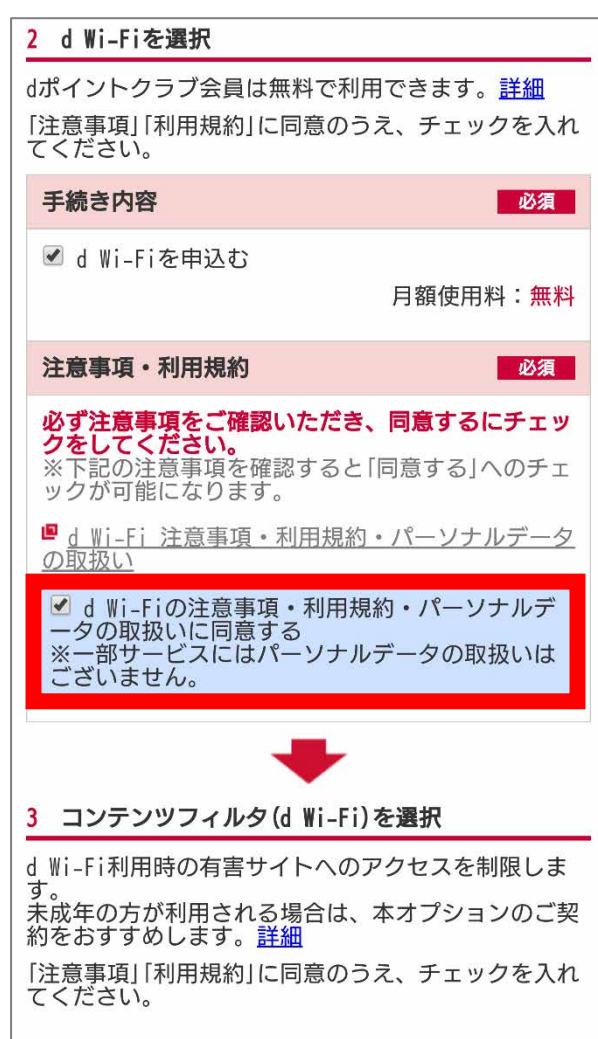 2 d Wi-Fiを選択
dポイントクラブ会員は無料で利用できます。詳細
「注意事項」「利用規約」に同意のうえ、チェックを入れ
てください。
手続き内容 必須
d Wi-Fiを申込む
月額使用料：無料
注意事項・利用規約 必須
必ず注意事項をご確認いただき、同意するにチェッ
クをしてください。
※下記の注意事項を確認すると「同意する」へのチェ
ックが可能になります。
d Wi-Fi 注意事項・利用規約・パーソナルデータ
の取扱い
d Wi-Fiの注意事項・利用規約・パーソナルデ
ータの取扱いに同意する
※一部サービスにはパーソナルデータの取扱いは
ございません。
3 コンテンツフィルタ(d Wi-Fi)を選択
d Wi-Fi利用時の有害サイトへのアクセスを制限しま
す。
未成年の方が利用される場合は、本オプションのご契
約をおすすめします。詳細
「注意事項」「利用規約」に同意のうえ、チェックを入れ
てください。